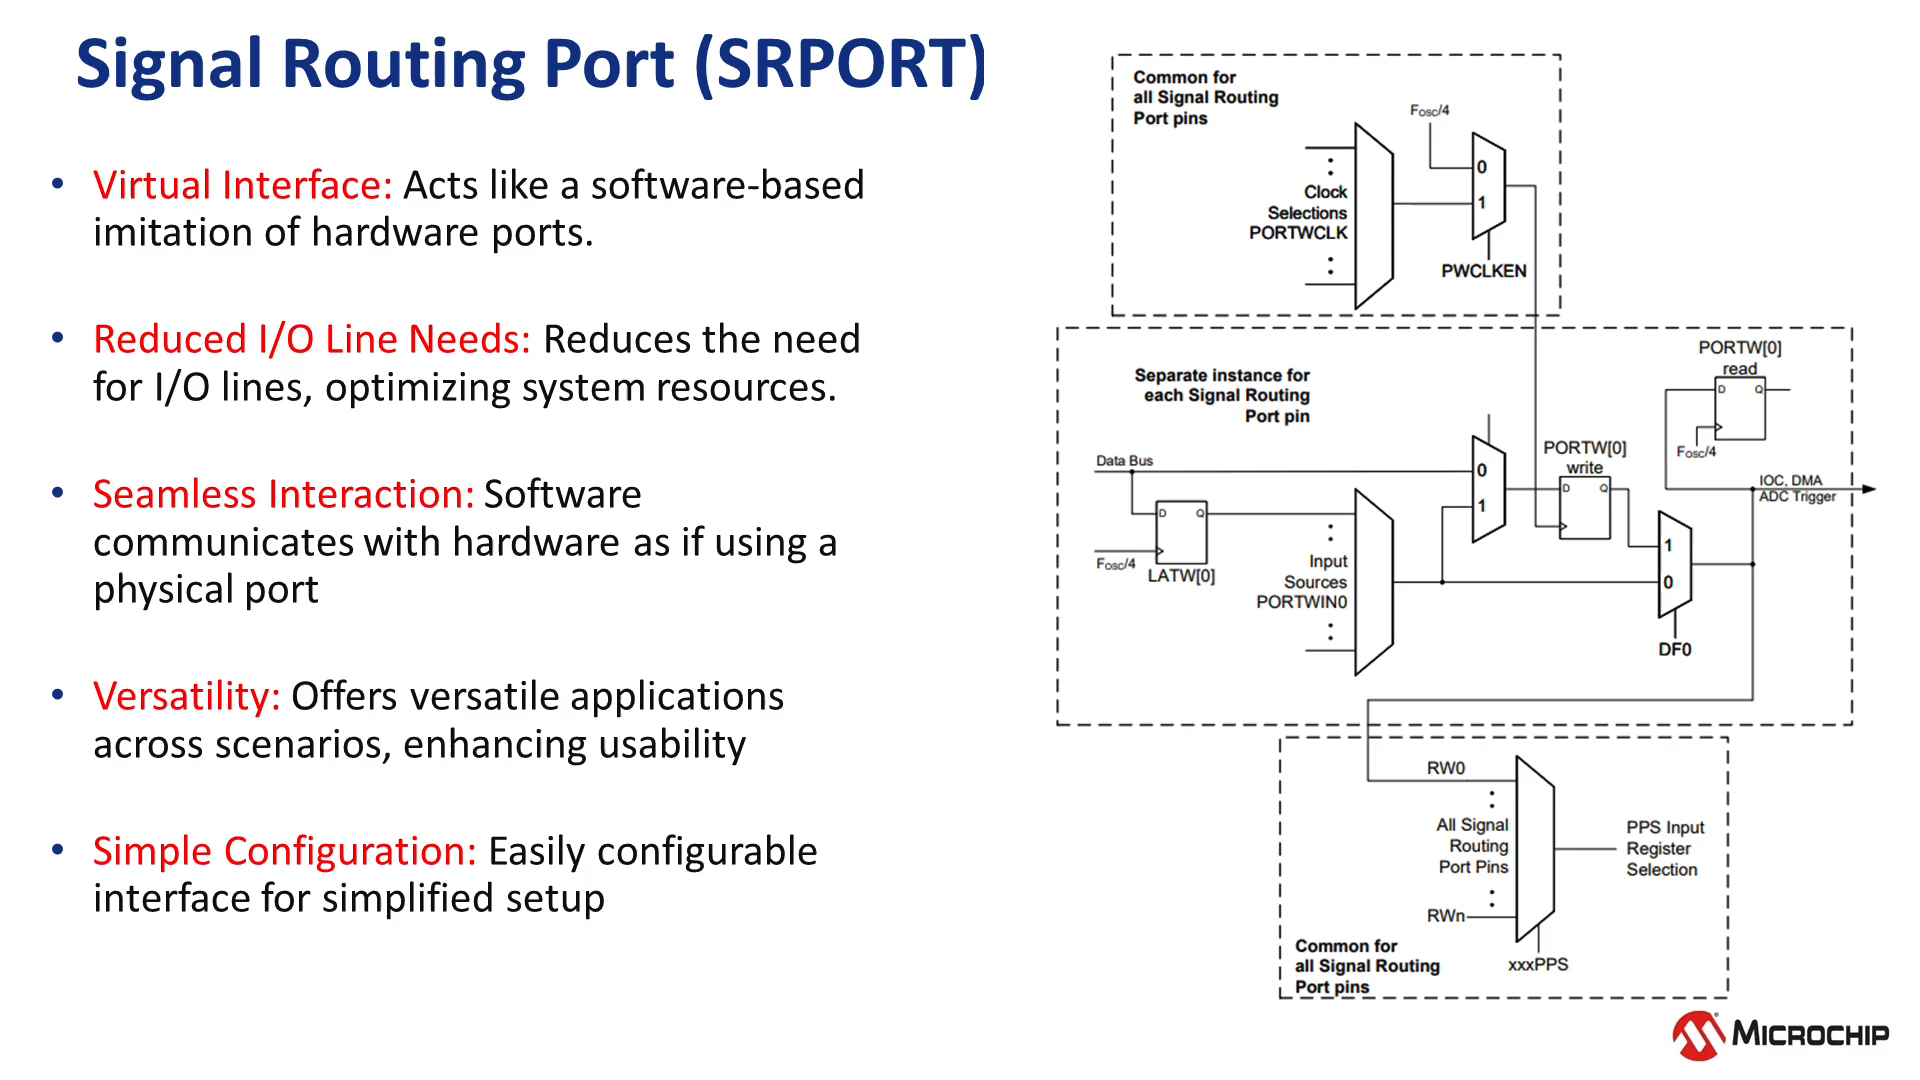 Signal Routing Port (SRPORT)
• Virtual Interface: Acts like a software-based
imitation of hardware ports.
• Reduced I/O Line Needs: Reduces the need
for I/O lines, optimizing system resources.
• Seamless Interaction: Software
communicates with hardware as if using a
physical port
• Versatility: Offers versatile applications
across scenarios, enhancing usability
• Simple Configuration: Easily configurable
interface for simplified setup
Common for
all Signal Routing
Port pins
Fosc/4
0
1
Clock
Selections
PORTWCLK
PWCLKEN
Separate instance for
each Signal Routing
Port pin
PORTW[0]
read
D Q
Fosc/4
Data Bus
D Q
Fosc/4
LATW[0]
Input
Sources
PORTWIN0
0
1
PORTW[0]
write
D Q
1
0
DF0
IOC, DMA
ADC Trigger
RW0
All Signal
Routing
Port Pins
RWn
xxxPPS
PPS Input
Register
Selection
Common for
all Signal Routing
Port pins
MICROCHIP